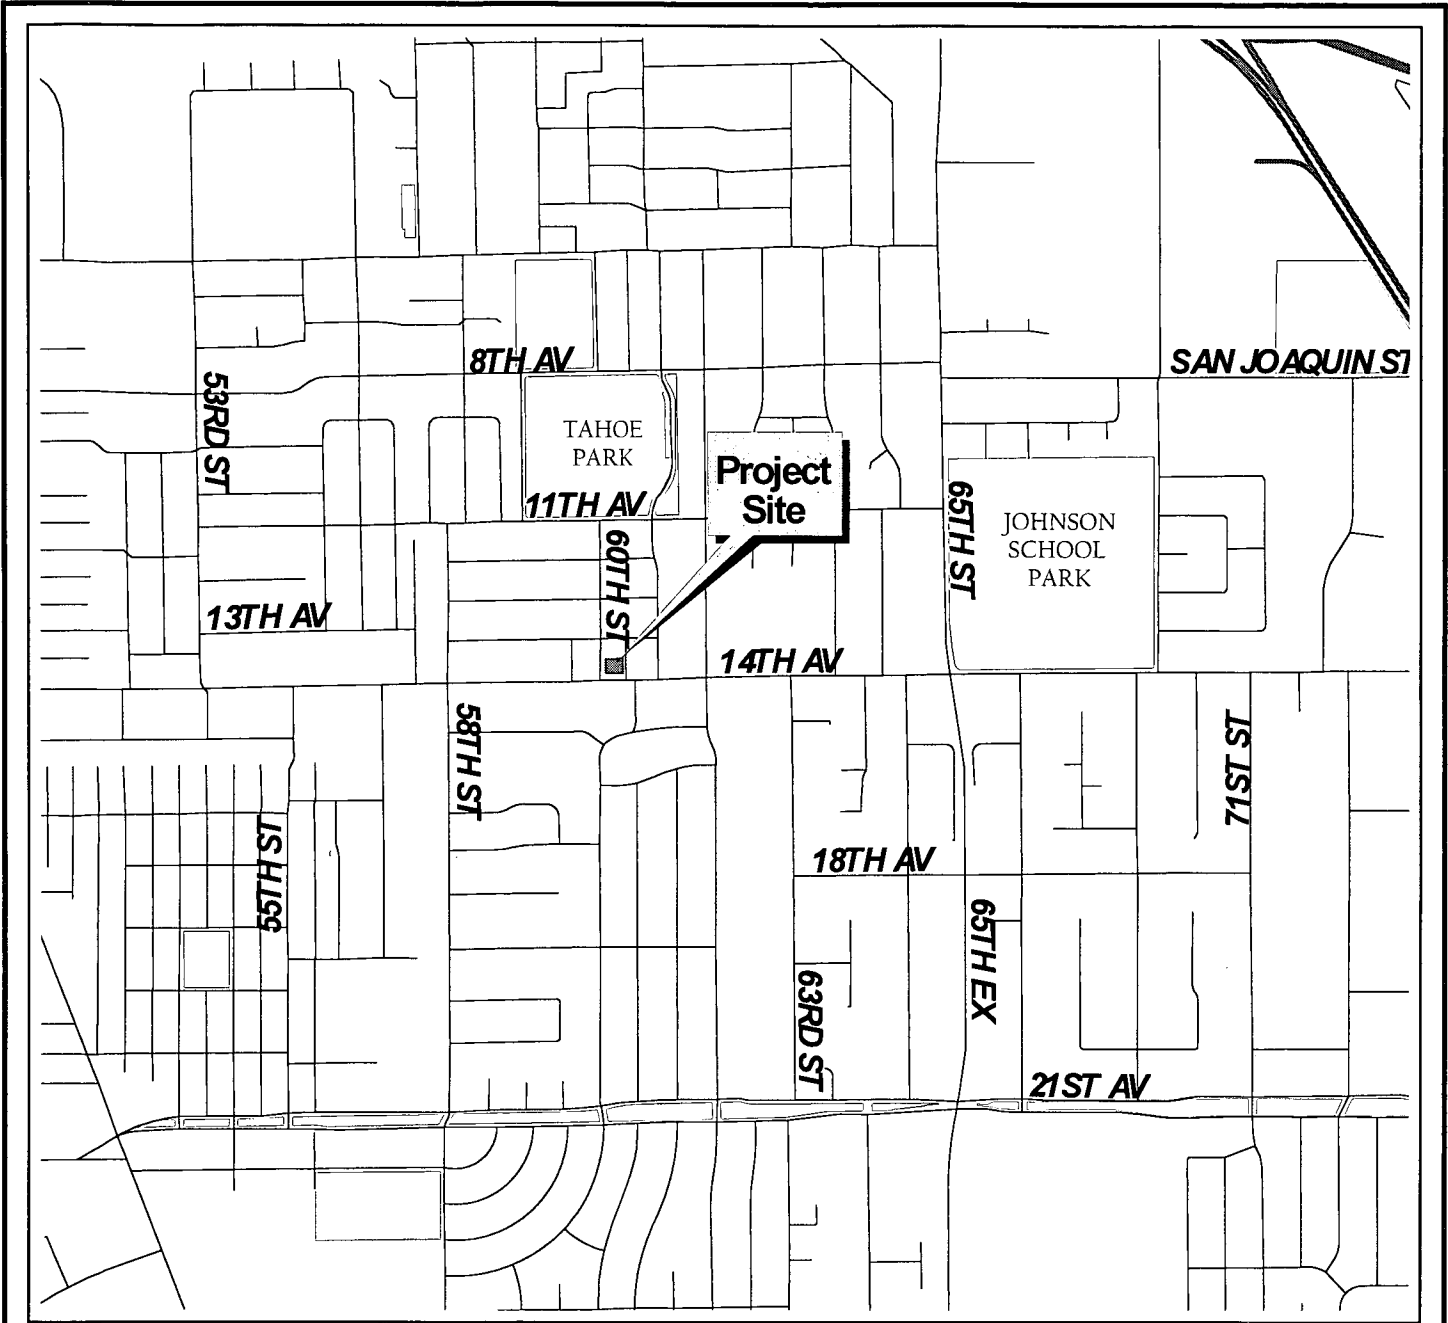 8TH AV
SAN JOAQUIN ST
53RD ST
TAHOE
PARK
Project
Site
11TH AV
65TH ST
JOHNSON
SCHOOL
PARK
60TH ST
13TH AV
14TH AV
58TH ST
71ST ST
55TH ST
18TH AV
65TH EX
63RD ST
21ST AV